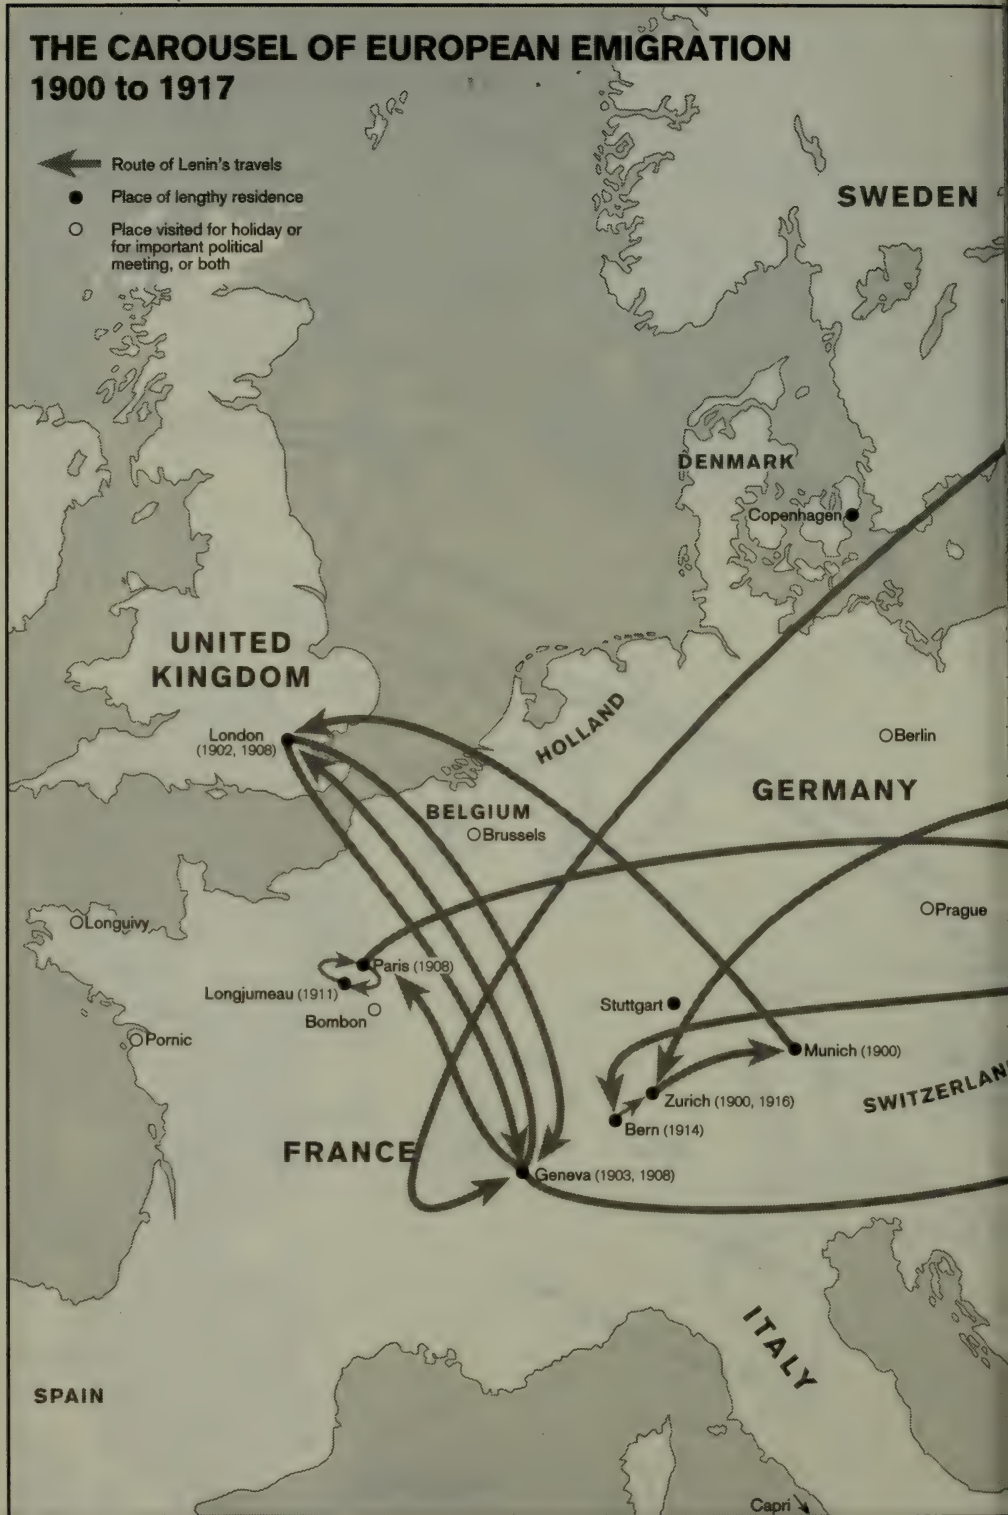 THE CAROUSEL OF EUROPEAN EMIGRATION
1900 to 1917
Route of Lenin's travels
Place of lengthy residence
Place visited for holiday or
for important political
meeting, or both
SWEDEN
DENMARK
Copenhagen
UNITED
KINGDOM
London
(1902, 1908)
HOLLAND
Berlin
GERMANY
BELGIUM
Brussels
Longuivy
Prague
Paris (1908)
Longjumeau (1911)
Bombon
Stuttgart
Pornic
Munich (1900)
Zurich (1900, 1916)
SWITZERLAN
Bern (1914)
FRANCE
Geneva (1903, 1908)
ITALY
SPAIN
Capri